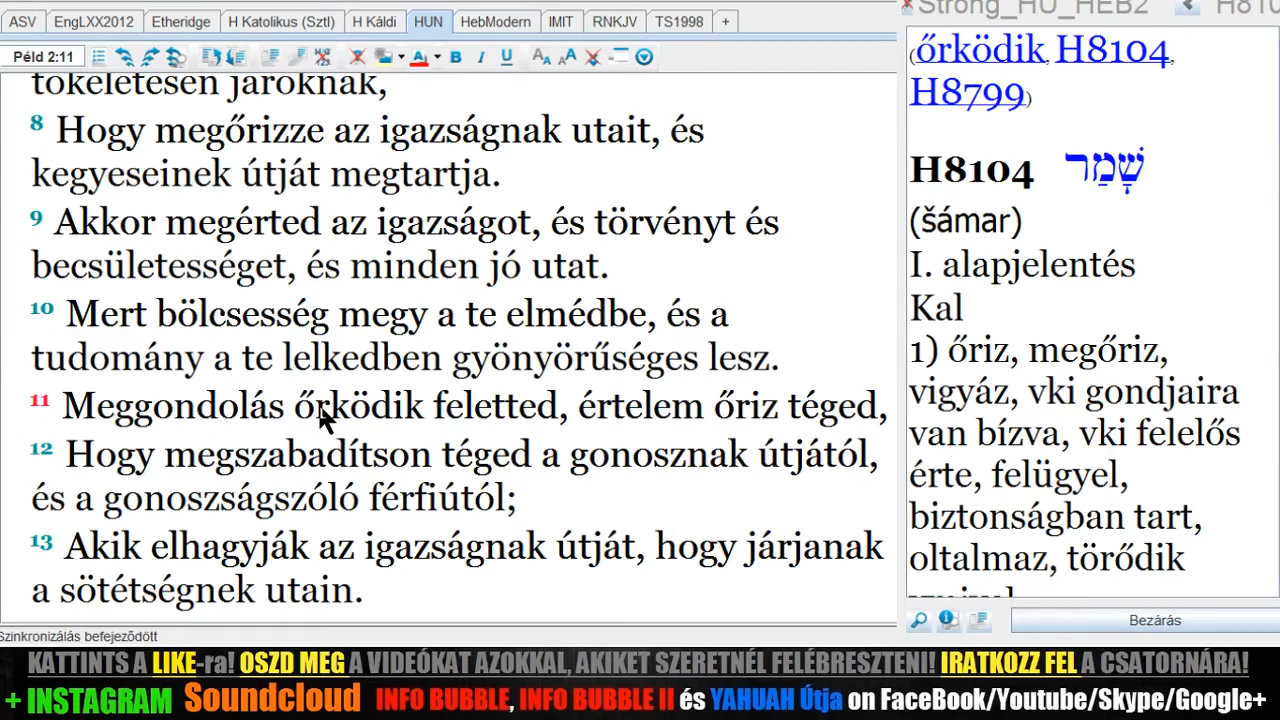 ASV EngLXX2012 Etheridge H Katolikus (Sztl) H Káldi HUN HebModern IMIT RNKJV TS1998 +
Péld 2:11
tökéletesen járóknak,
8 Hogy megőrizze az igazságnak utait, és
kegyeseinek útját megtartja.
9 Akkor megérted az igazságot, és törvényt és
becsületességet, és minden jó utat.
10 Mert bölcsesség megy a te elmédbe, és a
tudomány a te lelkedben gyönyörűséges lesz.
11 Meggondolás őrködik feletted, értelem őriz téged,
12 Hogy megszabadítson téged a gonosznak útjától,
és a gonoszságszóló férfiútól;
13 Akik elhagyják az igazságnak útját, hogy járjanak
a sötétségnek utain.
Szinkronizálás befejeződött
Strong_HU_HEB2
(őrködik, H8104,
H8799)
H8104 שָׁמַר
(šámar)
I. alapjelentés
Kal
1) őriz, megőriz,
vigyáz, vki gondjaira
van bízva, vki felelős
érte, felügyel,
biztonságban tart,
oltalmaz, törődik
Bezárás
KATTINTS A LIKE-ra! OSZD MEG A VIDEÓKAT AZOKKAL, AKIKET SZERETNÉL FELÉBRESZTENI! IRATKOZZ FEL A CSATORNÁRA!
+ INSTAGRAM Soundcloud INFO BUBBLE, INFO BUBBLE II és YAHUAH Útja on FaceBook/Youtube/Skype/Google+